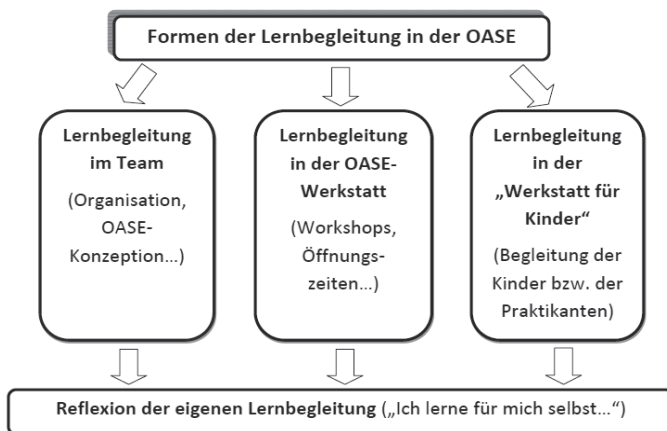 Formen der Lernbegleitung in der OASE
Lernbegleitung
im Team
(Organisation,
OASE-
Konzeption…)
Lernbegleitung
in der OASE-
Werkstatt
(Workshops,
Öffnungs-
zeiten…)
Lernbegleitung
in der
„Werkstatt für
Kinder“
(Begleitung der
Kinder bzw. der
Praktikanten)
Reflexion der eigenen Lernbegleitung („Ich lerne für mich selbst…“)